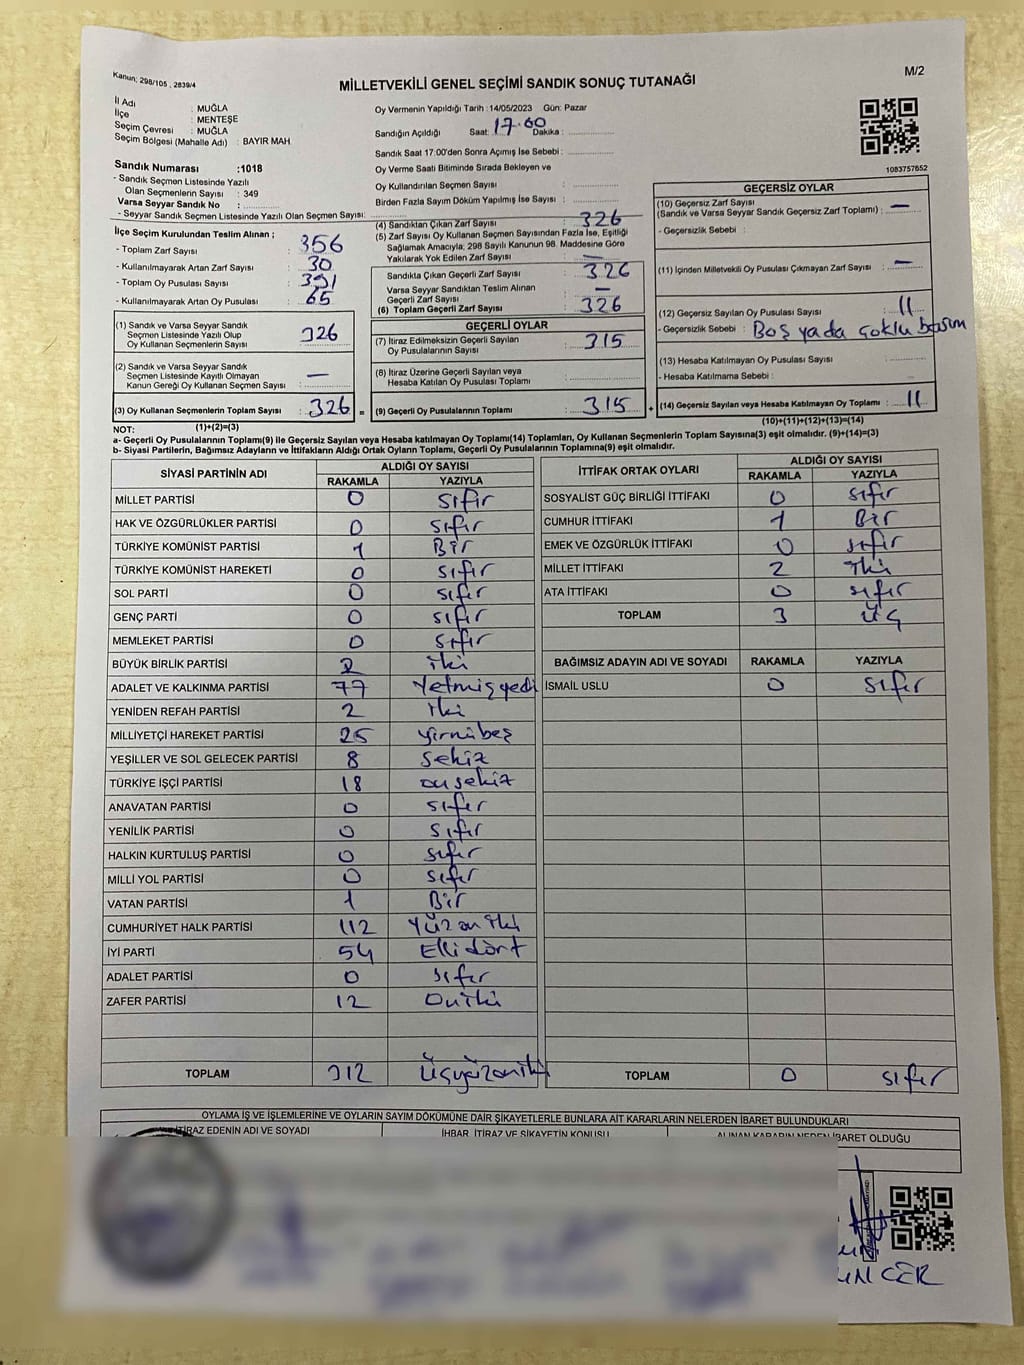 Kanun; 298/105 , 2839/4
MİLLETVEKİLİ GENEL SEÇİMİ SANDIK SONUÇ TUTANAĞI
M/2
İl Adı : MUĞLA
İlçe : MENTEŞE
Seçim Çevresi : MUĞLA
Seçim Bölgesi (Mahalle Adı) : BAYIR MAH.
Sandık Numarası :1018
- Sandık Seçmen Listesinde Yazılı
Olan Seçmenlerin Sayısı : 349
Varsa Seyyar Sandık No :
- Seyyar Sandık Seçmen Listesinde Yazılı Olan Seçmen Sayısı:
Oy Vermenin Yapıldığı Tarih :14/05/2023 Gün: Pazar
Sandığın Açıldığı Saat: 17.00 Dakika :
Sandık Saat 17.00'den Sonra Açımış İse Sebebi :
Oy Verme Saati Bitiminde Sırada Bekleyen ve
Oy Kullandırılan Seçmen Sayısı :
Birden Fazla Sayım Döküm Yapılmış İse Sayısı :
1083757652
İlçe Seçim Kurulundan Teslim Alınan ;
- Toplam Zarf Sayısı : 356
- Kullanılmayarak Artan Zarf Sayısı : 30
- Toplam Oy Pusulası Sayısı : 391
- Kullanılmayarak Artan Oy Pusulası : 65
(1) Sandık ve Varsa Seyyar Sandık
Seçmen Listesinde Yazılı Olup
Oy Kullanan Seçmenlerin Sayısı : 326
(2) Sandık ve Varsa Seyyar Sandık
Seçmen Listesinde Kayıtlı Olmayan
Kanun Gereği Oy Kullanan Seçmen Sayısı : —
(3) Oy Kullanan Seçmenlerin Toplam Sayısı : 326 =
(1)+(2)=(3)
(4) Sandıktan Çıkan Zarf Sayısı : 326
(5) Zarf Sayısı Oy Kullanan Seçmen Sayısından Fazla İse, Eşitliği
Sağlamak Amacıyla; 298 Sayılı Kanunun 98. Maddesine Göre
Yakılarak Yok Edilen Zarf Sayısı : —
Sandıkta Çıkan Geçerli Zarf Sayısı : 326
Varsa Seyyar Sandıktan Teslim Alınan
Geçerli Zarf Sayısı : —
(6) Toplam Geçerli Zarf Sayısı : 326
GEÇERLİ OYLAR
(7) İtiraz Edilmeksizin Geçerli Sayılan
Oy Pusulalarının Sayısı : 315
(8) İtiraz Üzerine Geçerli Sayılan veya
Hesaba Katılan Oy Pusulası Toplamı :
(9) Geçerli Oy Pusulalarının Toplamı : 315 +
GEÇERSİZ OYLAR
(10) Geçersiz Zarf Sayısı
(Sandık ve Varsa Seyyar Sandık Geçersiz Zarf Toplamı) : —
- Geçersizlik Sebebi :
(11) İçinden Milletvekili Oy Pusulası Çıkmayan Zarf Sayısı : —
(12) Geçersiz Sayılan Oy Pusulası Sayısı : 11
- Geçersizlik Sebebi : Boş yada çoklu basım
(13) Hesaba Katılmayan Oy Pusulası Sayısı :
- Hesaba Katılmama Sebebi :
(14) Geçersiz Sayılan veya Hesaba Katılmayan Oy Toplamı : 11
(10)+(11)+(12)+(13)=(14)
NOT:
a- Geçerli Oy Pusulalarının Toplamı(9) ile Geçersiz Sayılan veya Hesaba katılmayan Oy Toplamı(14) Toplamları, Oy Kullanan Seçmenlerin Toplam Sayısına(3) eşit olmalıdır. (9)+(14)=(3)
b- Siyasi Partilerin, Bağımsız Adayların ve İttifakların Aldığı Ortak Oyların Toplamı, Geçerli Oy Pusulalarının Toplamına(9) eşit olmalıdır.
SİYASİ PARTİNİN ADI ALDIĞI OY SAYISI
RAKAMLA YAZIYLA
MİLLET PARTİSİ 0 sıfır
HAK VE ÖZGÜRLÜKLER PARTİSİ 0 sıfır
TÜRKİYE KOMÜNİST PARTİSİ 1 Bir
TÜRKİYE KOMÜNİST HAREKETİ 0 sıfır
SOL PARTİ 0 sıfır
GENÇ PARTİ 0 sıfır
MEMLEKET PARTİSİ 0 sıfır
BÜYÜK BİRLİK PARTİSİ 2 iki
ADALET VE KALKINMA PARTİSİ 77 Yetmişyedi
YENİDEN REFAH PARTİSİ 2 iki
MİLLİYETÇİ HAREKET PARTİSİ 25 yirmibeş
YEŞİLLER VE SOL GELECEK PARTİSİ 8 sekiz
TÜRKİYE İŞÇİ PARTİSİ 18 onsekiz
ANAVATAN PARTİSİ 0 sıfır
YENİLİK PARTİSİ 0 sıfır
HALKIN KURTULUŞ PARTİSİ 0 sıfır
MİLLİ YOL PARTİSİ 0 sıfır
VATAN PARTİSİ 1 Bir
CUMHURİYET HALK PARTİSİ 112 Yüzoniki
İYİ PARTİ 54 Ellidört
ADALET PARTİSİ 0 sıfır
ZAFER PARTİSİ 12 Oniki
TOPLAM 312 Üçyüzoniki
İTTİFAK ORTAK OYLARI ALDIĞI OY SAYISI
RAKAMLA YAZIYLA
SOSYALİST GÜÇ BİRLİĞİ İTTİFAKI 0 sıfır
CUMHUR İTTİFAKI 1 Bir
EMEK VE ÖZGÜRLÜK İTTİFAKI 0 sıfır
MİLLET İTTİFAKI 2 iki
ATA İTTİFAKI 0 sıfır
TOPLAM 3 Üç
BAĞIMSIZ ADAYIN ADI VE SOYADI RAKAMLA YAZIYLA
İSMAİL USLU 0 sıfır
TOPLAM 0 sıfır
OYLAMA İŞ VE İŞLEMLERİNE VE OYLARIN SAYIM DÖKÜMÜNE DAİR ŞİKAYETLERLE BUNLARA AİT KARARLARIN NELERDEN İBARET BULUNDUKLARI
İTİRAZ EDENİN ADI VE SOYADI İHBAR, İTİRAZ VE ŞİKAYETİN KONUSU ALINAN KARARIN NEDEN İBARET OLDUĞU